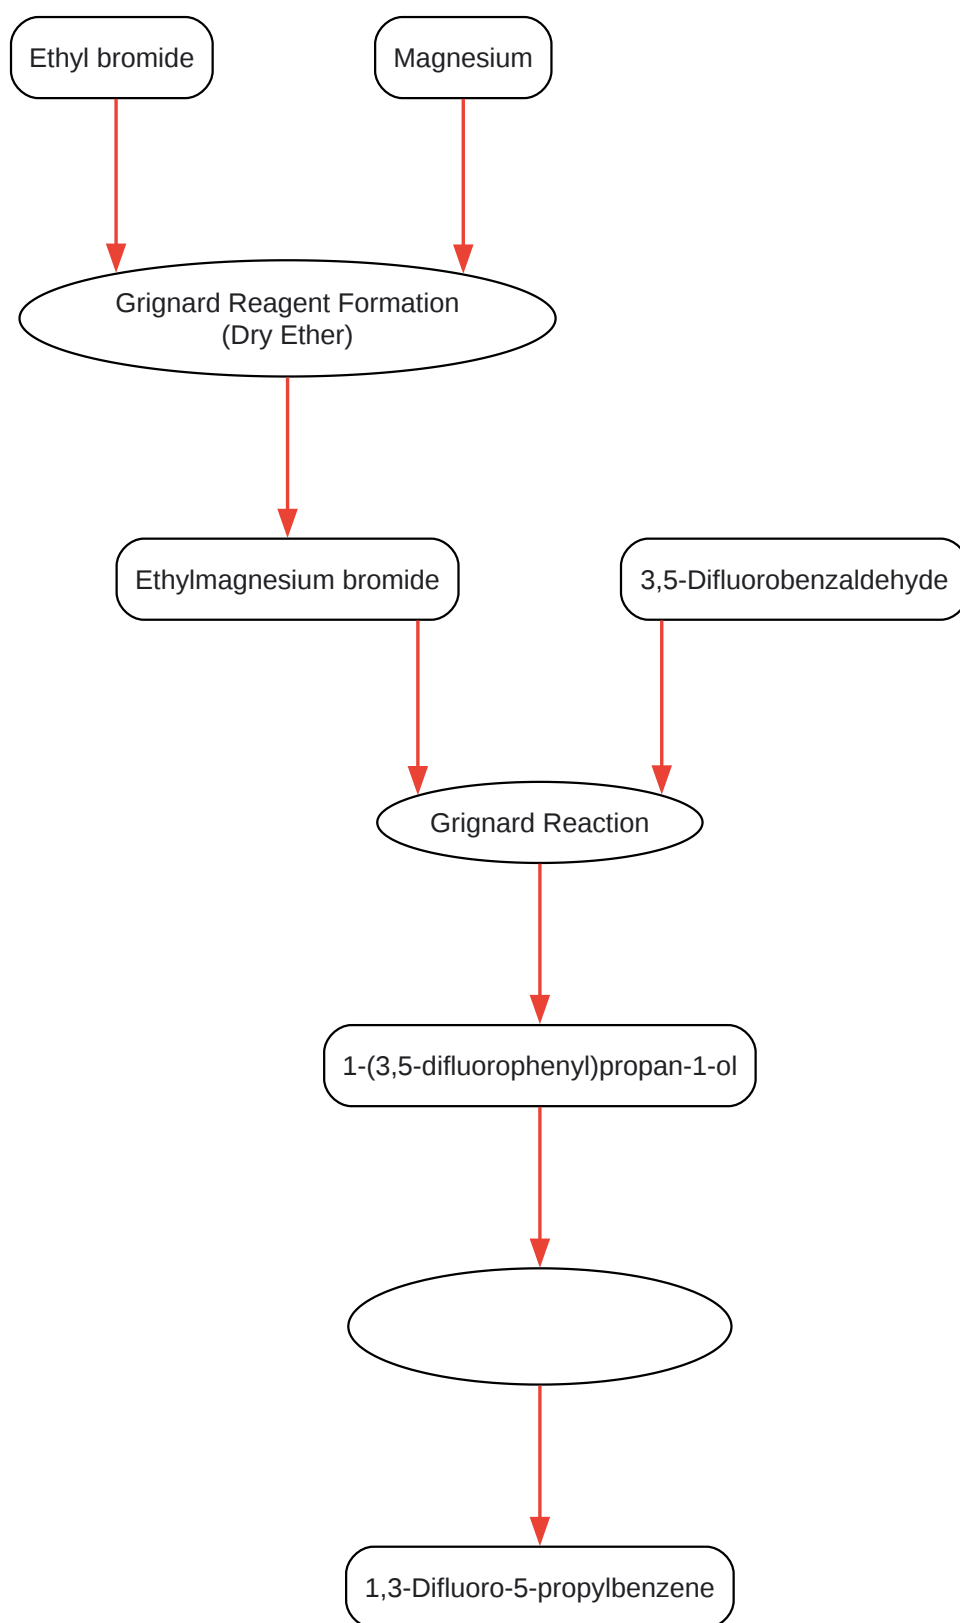 Ethyl bromide
Magnesium
Grignard Reagent Formation
(Dry Ether)
Ethylmagnesium bromide
3,5-Difluorobenzaldehyde
Grignard Reaction
1-(3,5-difluorophenyl)propan-1-ol
1,3-Difluoro-5-propylbenzene